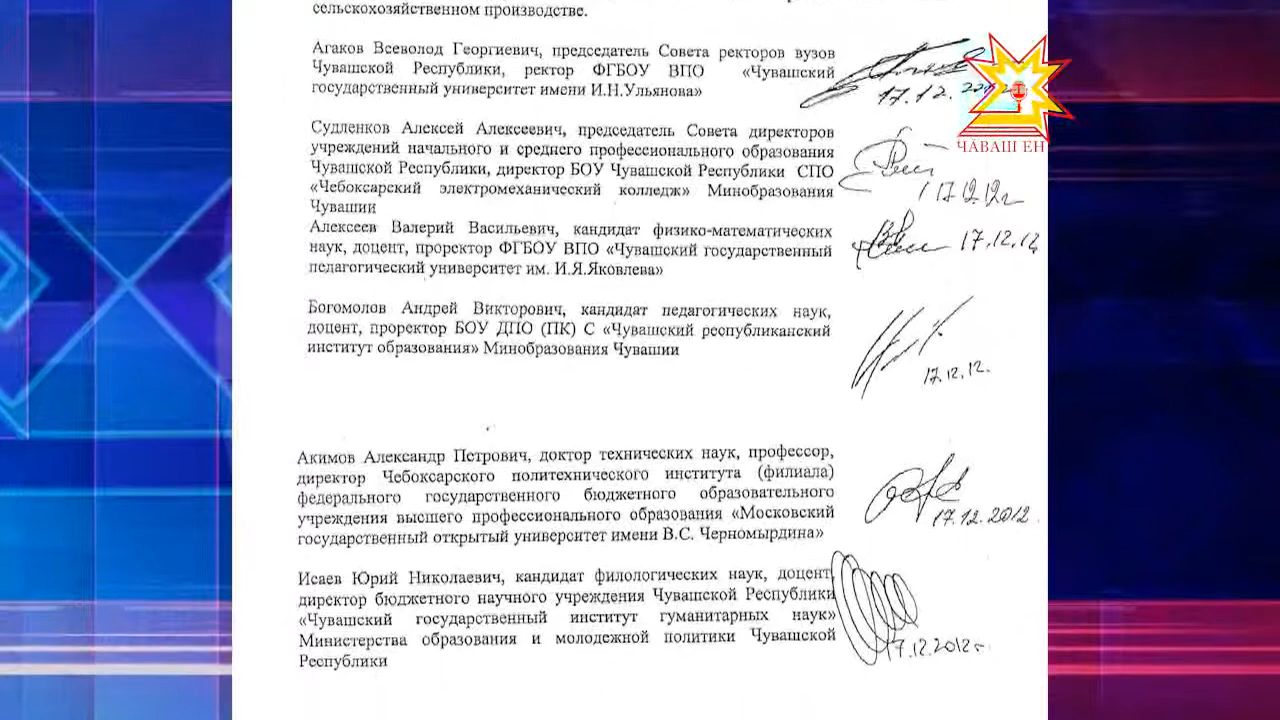 сельскохозяйственном производстве.
Агаков Всеволод Георгиевич, председатель Совета ректоров вузов
Чувашской Республики, ректор ФГБОУ ВПО «Чувашский
государственный университет имени И.Н.Ульянова»
17.12.
ЧĂВАШ ЕН
Судленков Алексей Алексеевич, председатель Совета директоров
учреждений начального и среднего профессионального образования
Чувашской Республики, директор БОУ Чувашской Республики СПО
«Чебоксарский электромеханический колледж» Минобразования
Чувашии
17.12.12г
Алексеев Валерий Васильевич, кандидат физико-математических
наук, доцент, проректор ФГБОУ ВПО «Чувашский государственный
педагогический университет им. И.Я.Яковлева»
17.12.12
Богомолов Андрей Викторович, кандидат педагогических наук,
доцент, проректор БОУ ДПО (ПК) С «Чувашский республиканский
институт образования» Минобразования Чувашии
17.12.12.
Акимов Александр Петрович, доктор технических наук, профессор,
директор Чебоксарского политехнического института (филиала)
федерального государственного бюджетного образовательного
учреждения высшего профессионального образования «Московский
государственный открытый университет имени В.С. Черномырдина»
17.12.2012.
Исаев Юрий Николаевич, кандидат филологических наук, доцент,
директор бюджетного научного учреждения Чувашской Республики
«Чувашский государственный институт гуманитарных наук»
Министерства образования и молодежной политики Чувашской
Республики
17.12.2012г.